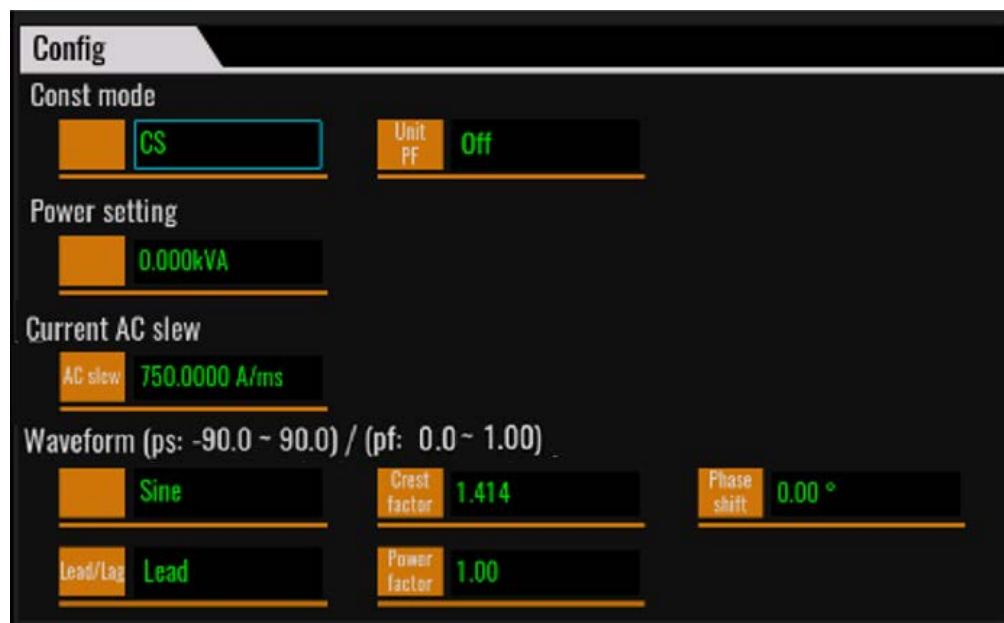 Config
Const mode
CS
Unit PF
Off
Power setting
0.000kVA
Current AC slew
AC slew
750.0000 A/ms
Waveform (ps: -90.0 ~ 90.0) / (pf: 0.0 ~ 1.00)
Sine
Crest factor
1.414
Phase shift
0.00 °
Lead/Lag
Lead
Power factor
1.00